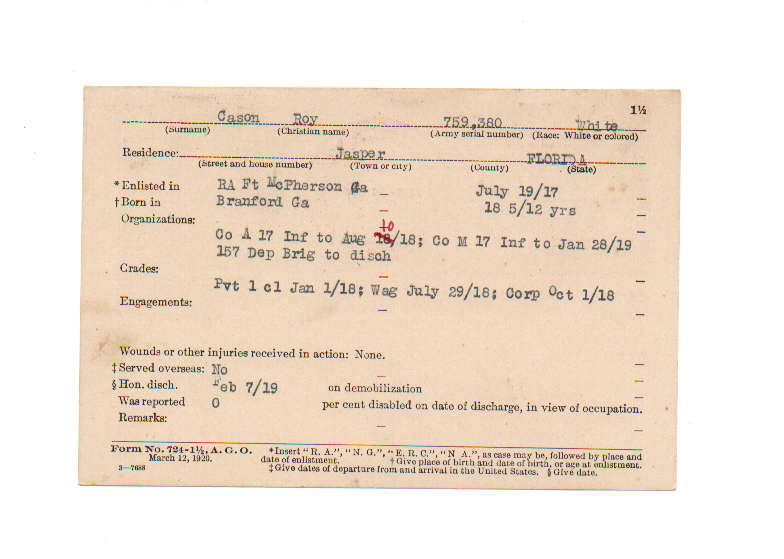 1½
Cason Roy 759,380 White
(Surname) (Christian name) (Army serial number) (Race: White or colored)
Residence: Jasper FLORIDA
(Street and house number) (Town or city) (County) (State)
*Enlisted in RA Ft McPherson Ga July 19/17
†Born in Branford Ga 18 5/12 yrs
Organizations:
10
Co A 17 Inf to Aug /18; Co M 17 Inf to Jan 28/19
157 Dep Brig to disch
Grades:
Pvt 1 cl Jan 1/18; Wag July 29/18; Corp Oct 1/18
Engagements:
Wounds or other injuries received in action: None.
‡Served overseas: No
§Hon. disch. Feb 7/19 on demobilization
Was reported 0 per cent disabled on date of discharge, in view of occupation.
Remarks:
Form No. 724-1½, A. G. O. *Insert "R. A.", "N. G.", "E. R. C.", "N A.", as case may be, followed by place and
March 12, 1920. date of enlistment. †Give place of birth and date of birth, or age at enlistment.
3—7688 ‡Give dates of departure from and arrival in the United States. §Give date.